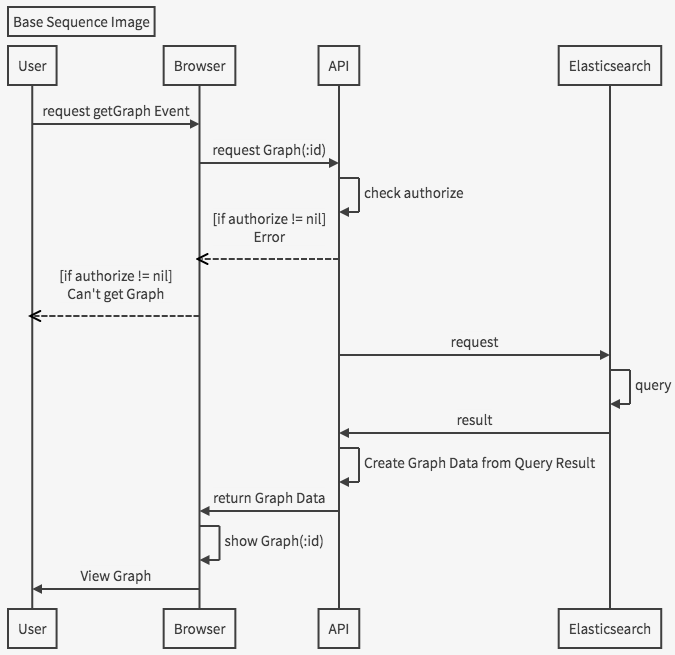 Base Sequence Image
User
Browser
API
Elasticsearch
request getGraph Event
request Graph(:id)
check authorize
[if authorize != nil]
Error
[if authorize != nil]
Can't get Graph
request
query
result
Create Graph Data from Query Result
return Graph Data
show Graph(:id)
View Graph
User
Browser
API
Elasticsearch